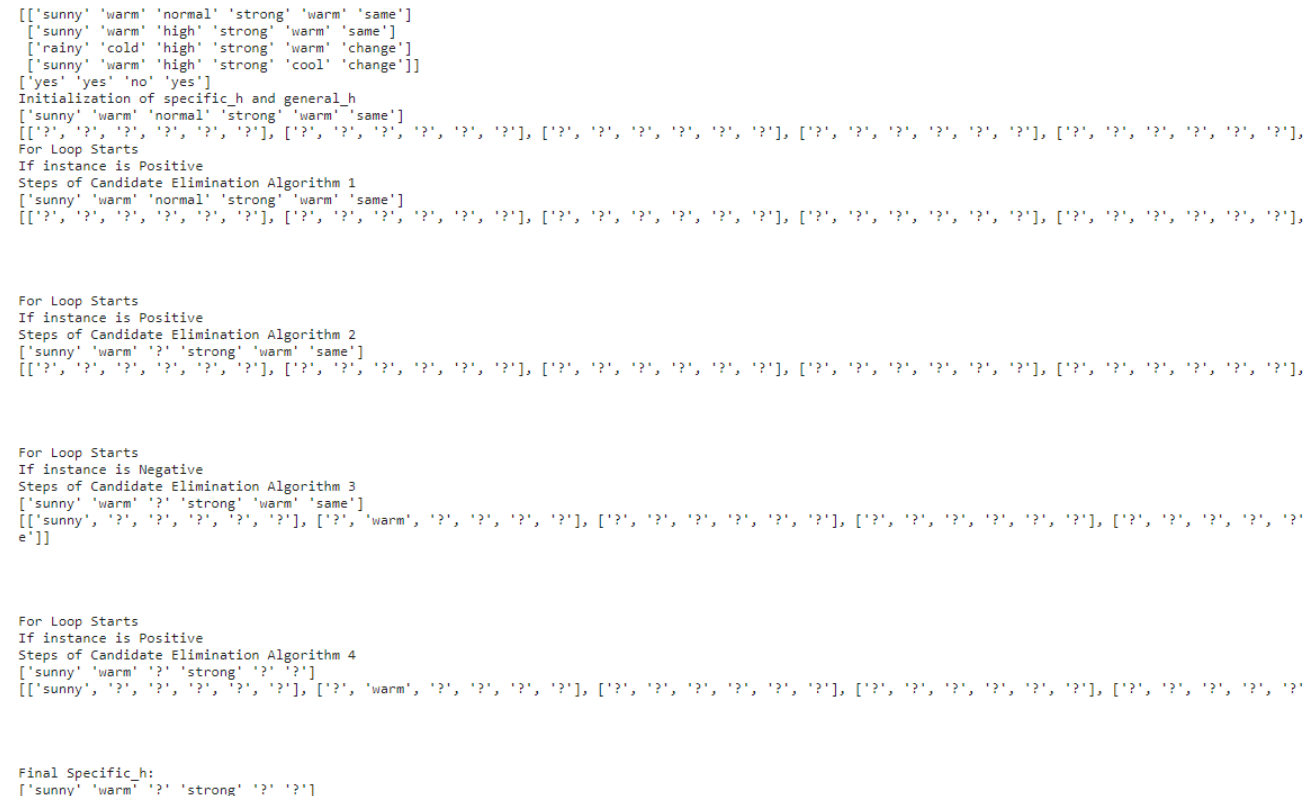 [['sunny' 'warm' 'normal' 'strong' 'warm' 'same']
['sunny' 'warm' 'high' 'strong' 'warm' 'same']
['rainy' 'cold' 'high' 'strong' 'warm' 'change']
['sunny' 'warm' 'high' 'strong' 'cool' 'change']]
['yes' 'yes' 'no' 'yes']
Initialization of specific_h and general_h
['sunny' 'warm' 'normal' 'strong' 'warm' 'same']
[['?', '?', '?', '?', '?', '?'], ['?', '?', '?', '?', '?', '?'], ['?', '?', '?', '?', '?', '?'], ['?', '?', '?', '?', '?', '?'], ['?', '?', '?', '?', '?', '?'],
For Loop Starts
If instance is Positive
Steps of Candidate Elimination Algorithm 1
['sunny' 'warm' 'normal' 'strong' 'warm' 'same']
[['?', '?', '?', '?', '?', '?'], ['?', '?', '?', '?', '?', '?'], ['?', '?', '?', '?', '?', '?'], ['?', '?', '?', '?', '?', '?'], ['?', '?', '?', '?', '?', '?'],
For Loop Starts
If instance is Positive
Steps of Candidate Elimination Algorithm 2
['sunny' 'warm' '?' 'strong' 'warm' 'same']
[['?', '?', '?', '?', '?', '?'], ['?', '?', '?', '?', '?', '?'], ['?', '?', '?', '?', '?', '?'], ['?', '?', '?', '?', '?', '?'], ['?', '?', '?', '?', '?', '?'],
For Loop Starts
If instance is Negative
Steps of Candidate Elimination Algorithm 3
['sunny' 'warm' '?' 'strong' 'warm' 'same']
[['sunny', '?', '?', '?', '?', '?'], ['?', 'warm', '?', '?', '?', '?'], ['?', '?', '?', '?', '?', '?'], ['?', '?', '?', '?', '?', '?'], ['?', '?', '?', '?', '?'
e']]
For Loop Starts
If instance is Positive
Steps of Candidate Elimination Algorithm 4
['sunny' 'warm' '?' 'strong' '?' '?']
[['sunny', '?', '?', '?', '?', '?'], ['?', 'warm', '?', '?', '?', '?'], ['?', '?', '?', '?', '?', '?'], ['?', '?', '?', '?', '?', '?'], ['?', '?', '?', '?', '?'
Final Specific_h:
['sunny' 'warm' '?' 'strong' '?' '?']